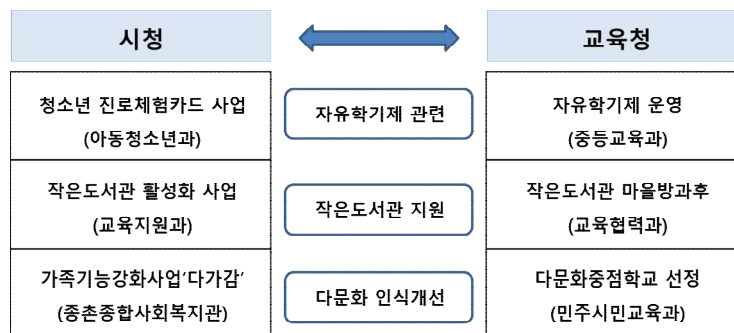 시청
교육청
청소년 진로체험카드 사업
(아동청소년과)
자유학기제 관련
자유학기제 운영
(중등교육과)
작은도서관 활성화 사업
(교육지원과)
작은도서관 지원
작은도서관 마을방과후
(교육협력과)
가족기능강화사업'다가감'
(종촌종합사회복지관)
다문화 인식개선
다문화중점학교 선정
(민주시민교육과)